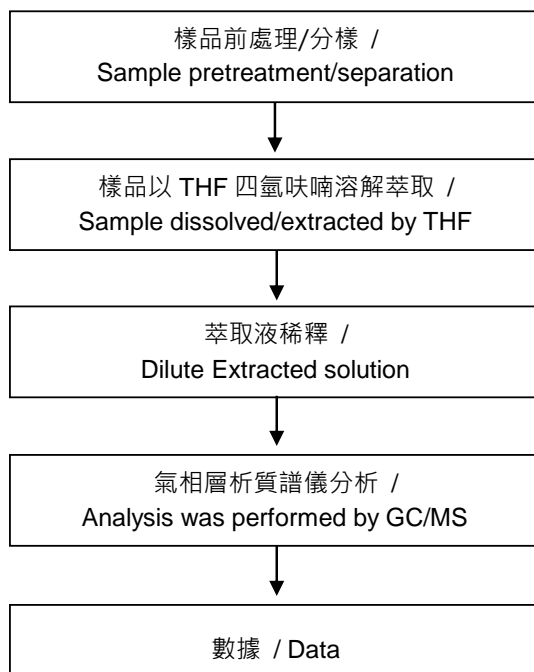 樣品前處理/分樣 /
Sample pretreatment/separation
樣品以 THF 四氫呋喃溶解萃取 /
Sample dissolved/extracted by THF
萃取液稀釋 /
Dilute Extracted solution
氣相層析質譜儀分析 /
Analysis was performed by GC/MS
數據 / Data